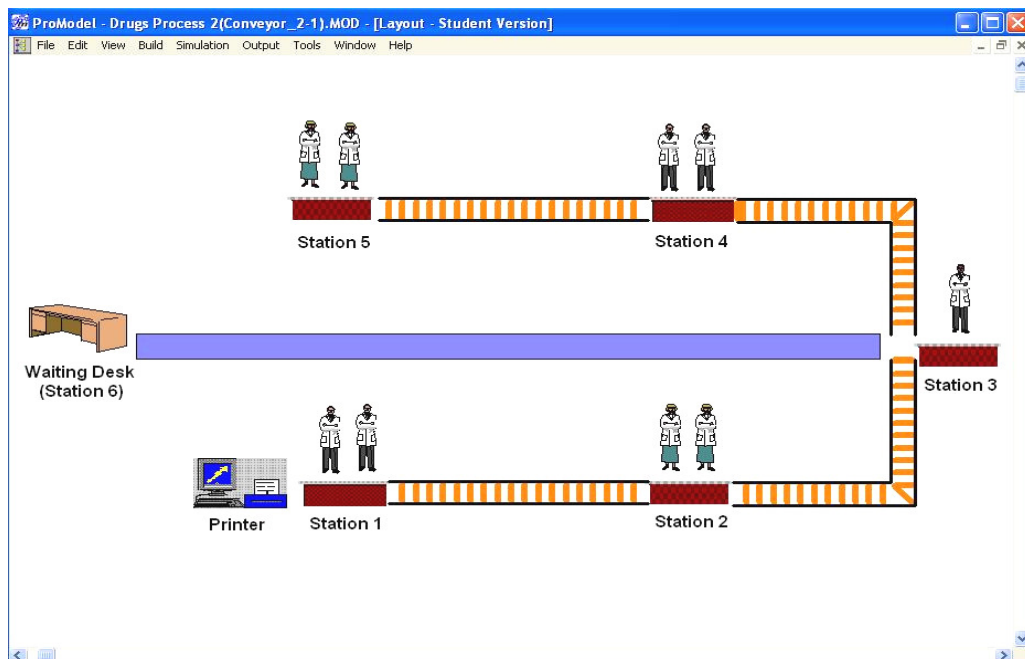 ProModel - Drugs Process 2(Conveyor_2-1).MOD - [Layout - Student Version]
File Edit View Build Simulation Output Tools Window Help
Station 5
Station 4
Waiting Desk
(Station 6)
Station 3
Printer
Station 1
Station 2